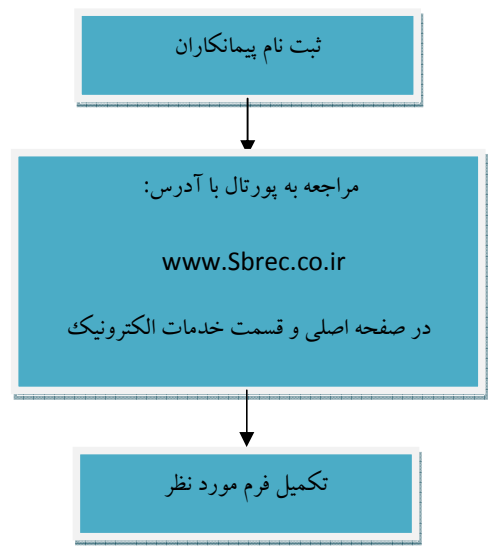 ثبت نام پیمانکاران
مراجعه به پورتال با آدرس:
www.Sbrec.co.ir
در صفحه اصلی و قسمت خدمات الکترونیک
تکمیل فرم مورد نظر